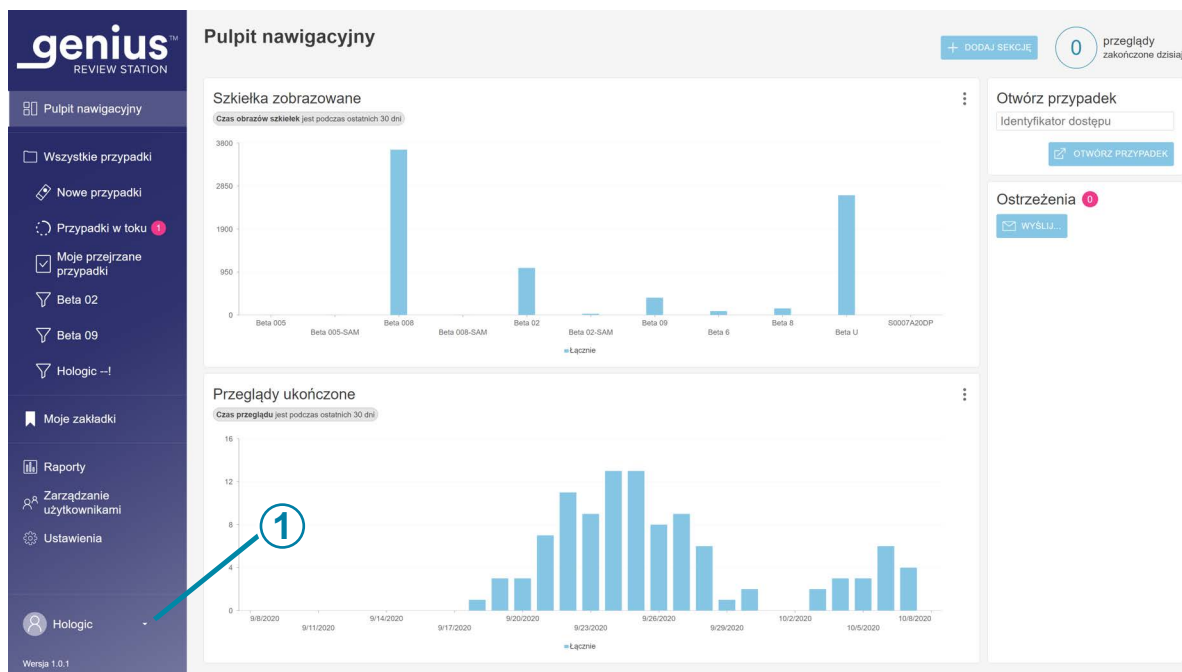 genius™
REVIEW STATION
Pulpit nawigacyjny
Wszystkie przypadki
Nowe przypadki
Przypadki w toku 1
Moje przejrzane
przypadki
Beta 02
Beta 09
Hologic --!
Moje zakładki
Raporty
Zarządzanie
użytkownikami
Ustawienia
Hologic
Wersja 1.0.1
1
Pulpit nawigacyjny
+ DODAJ SEKCJĘ
0
przeglądy
zakończone dzisiaj
Szkiełka zobrazowane
Czas obrazów szkiełek jest podczas ostatnich 30 dni
3800
2850
1900
950
0
Beta 005
Beta 005-SAM
Beta 008
Beta 008-SAM
Beta 02
Beta 02-SAM
Beta 09
Beta 6
Beta 8
Beta U
S0007A20DP
Łącznie
Przeglądy ukończone
Czas przeglądu jest podczas ostatnich 30 dni
16
12
8
4
0
9/8/2020
9/11/2020
9/14/2020
9/17/2020
9/20/2020
9/23/2020
9/26/2020
9/29/2020
10/2/2020
10/5/2020
10/8/2020
Łącznie
Otwórz przypadek
Identyfikator dostępu
OTWÓRZ PRZYPADEK
Ostrzeżenia 0
WYŚLIJ...